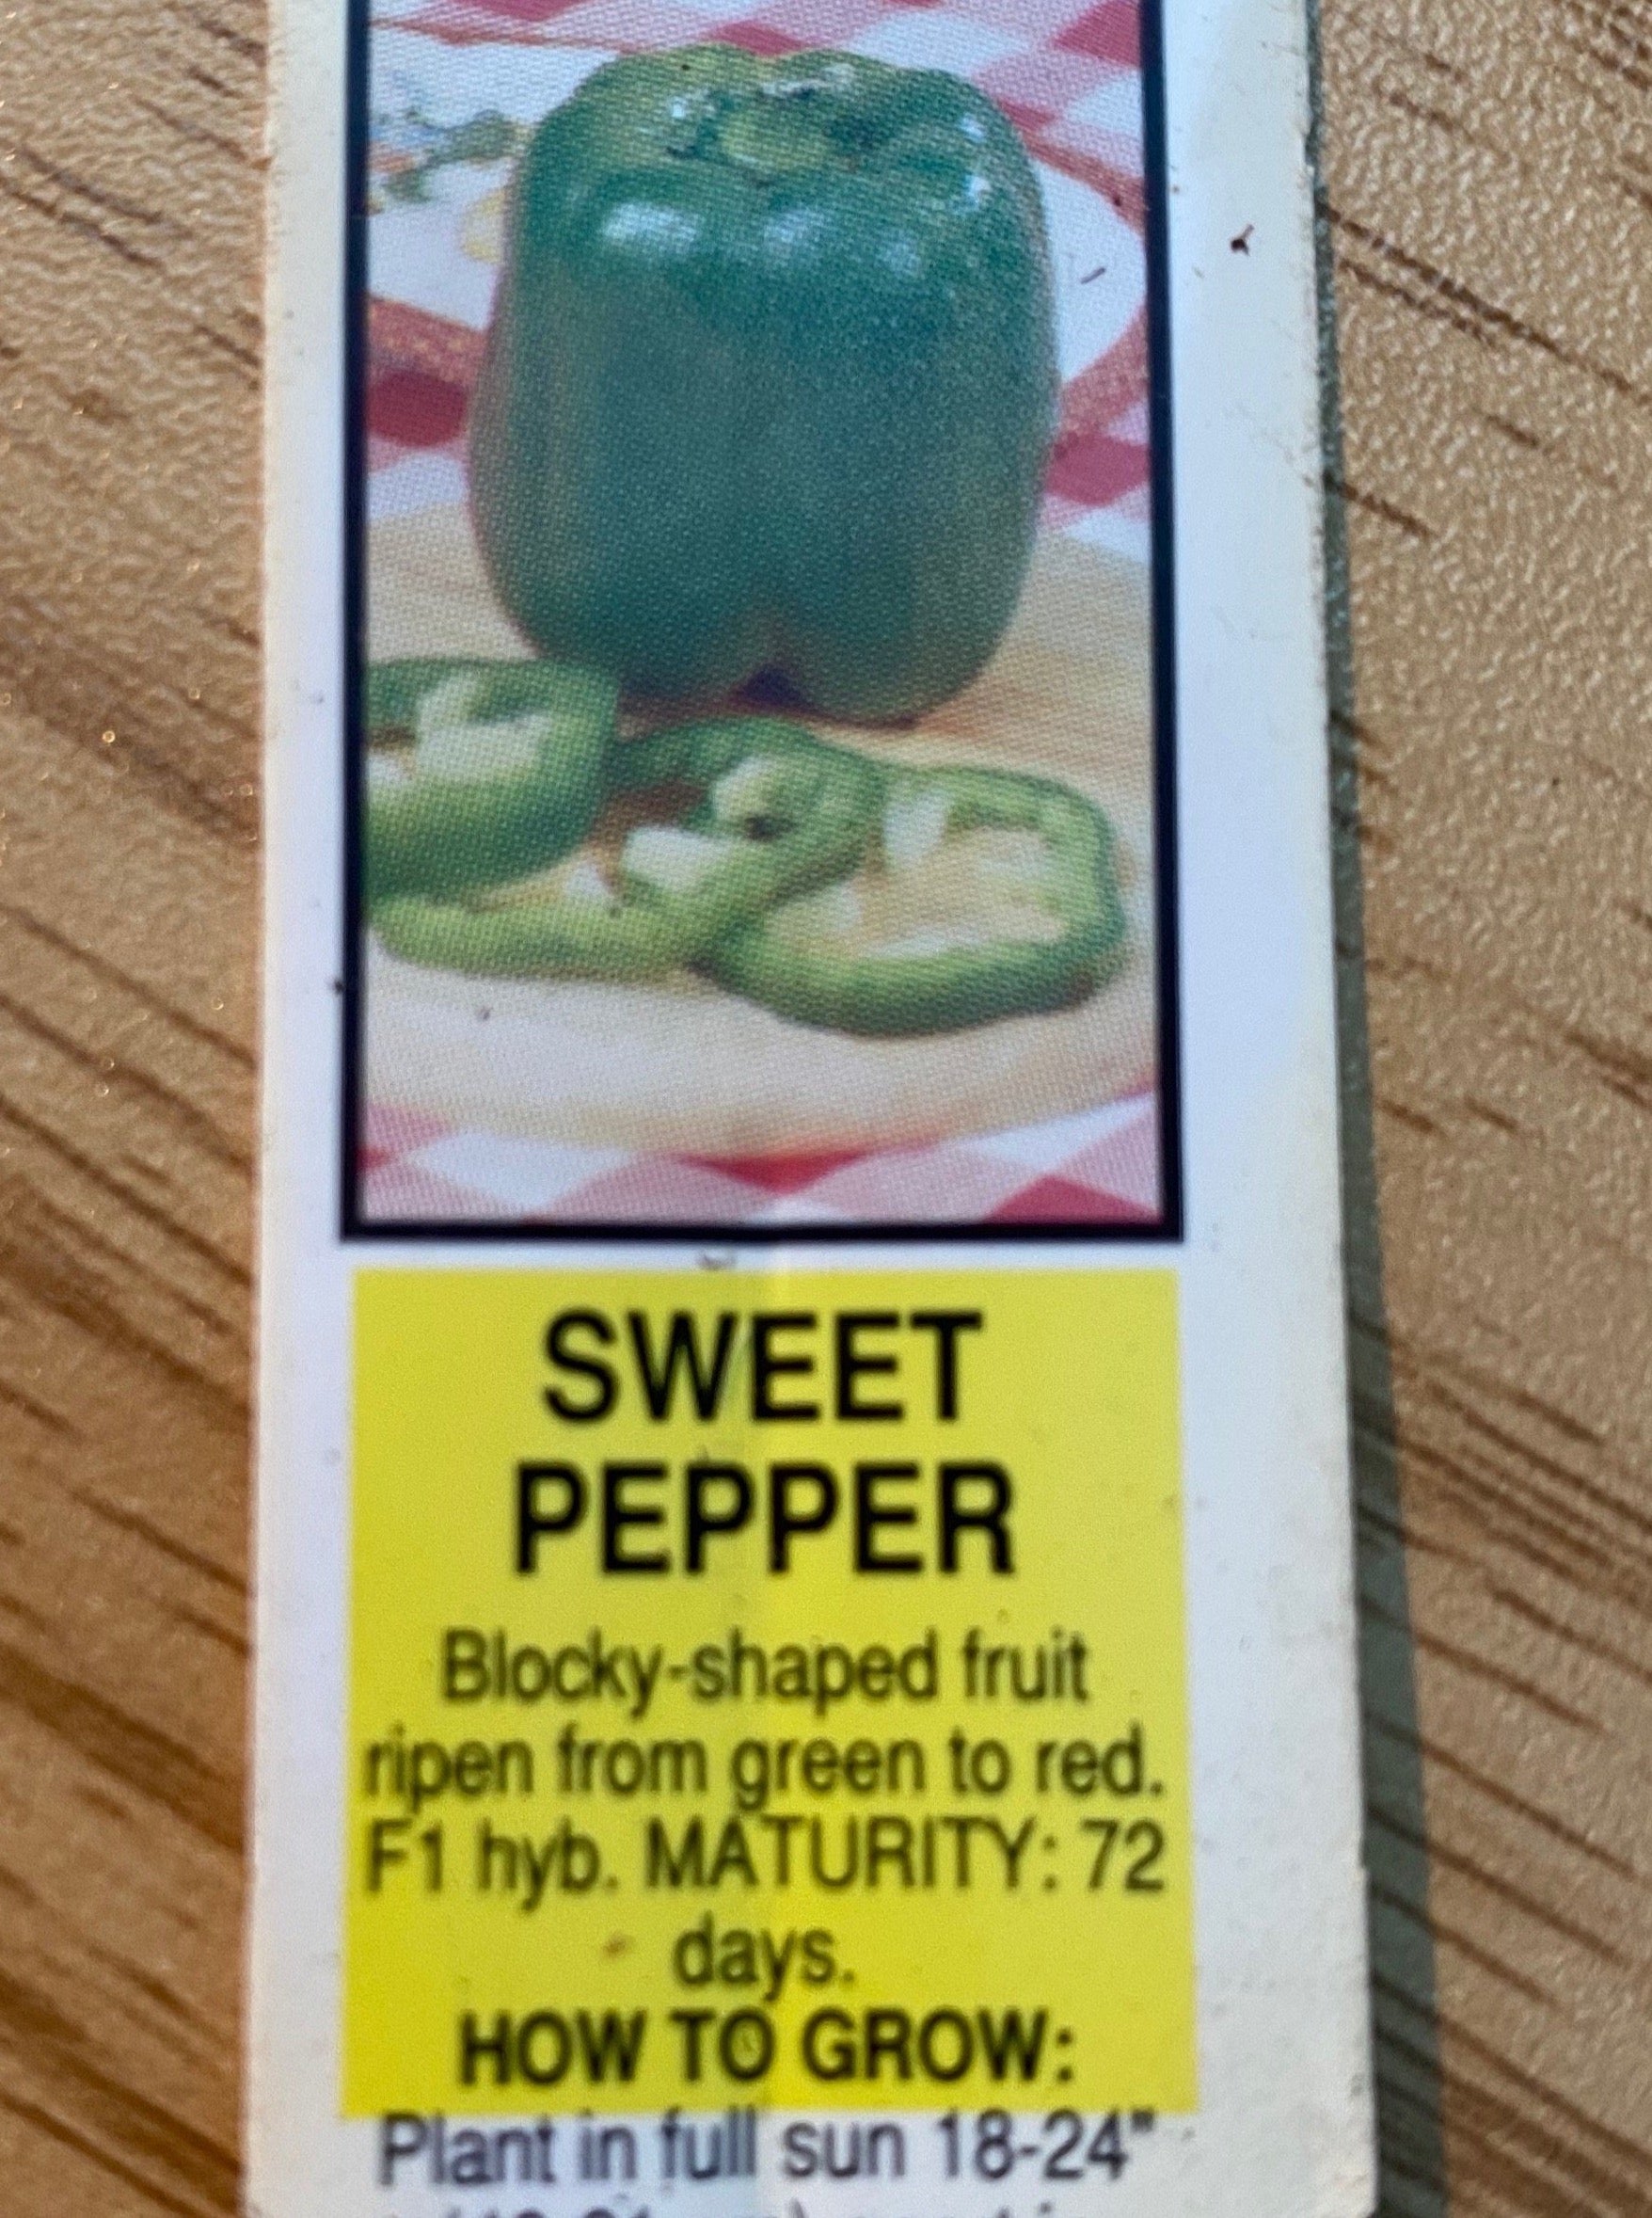 SWEET
PEPPER
Blocky-shaped fruit
ripen from green to red.
F1 hyb. MATURITY: 72
days.
HOW TO GROW:
Plant in full sun 18-24"